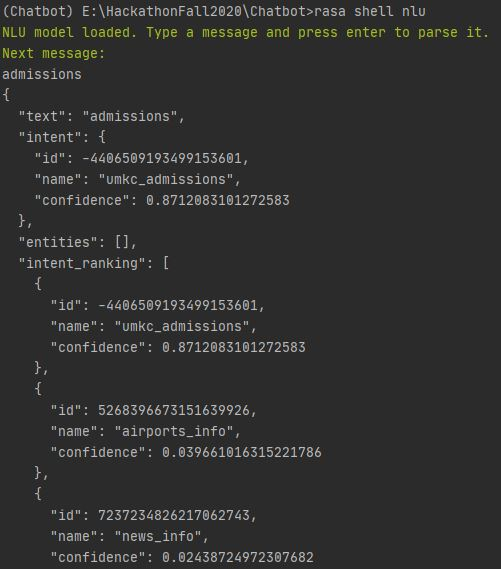 (Chatbot) E:\HackathonFall2020\Chatbot>rasa shell nlu
NLU model loaded. Type a message and press enter to parse it.
Next message:
admissions
{
  "text": "admissions",
  "intent": {
    "id": -4406509193499153601,
    "name": "umkc_admissions",
    "confidence": 0.8712083101272583
  },
  "entities": [],
  "intent_ranking": [
    {
      "id": -4406509193499153601,
      "name": "umkc_admissions",
      "confidence": 0.8712083101272583
    },
    {
      "id": 5268396673151639926,
      "name": "airports_info",
      "confidence": 0.039661016315221786
    },
    {
      "id": 7237234826217062743,
      "name": "news_info",
      "confidence": 0.02438724972307682